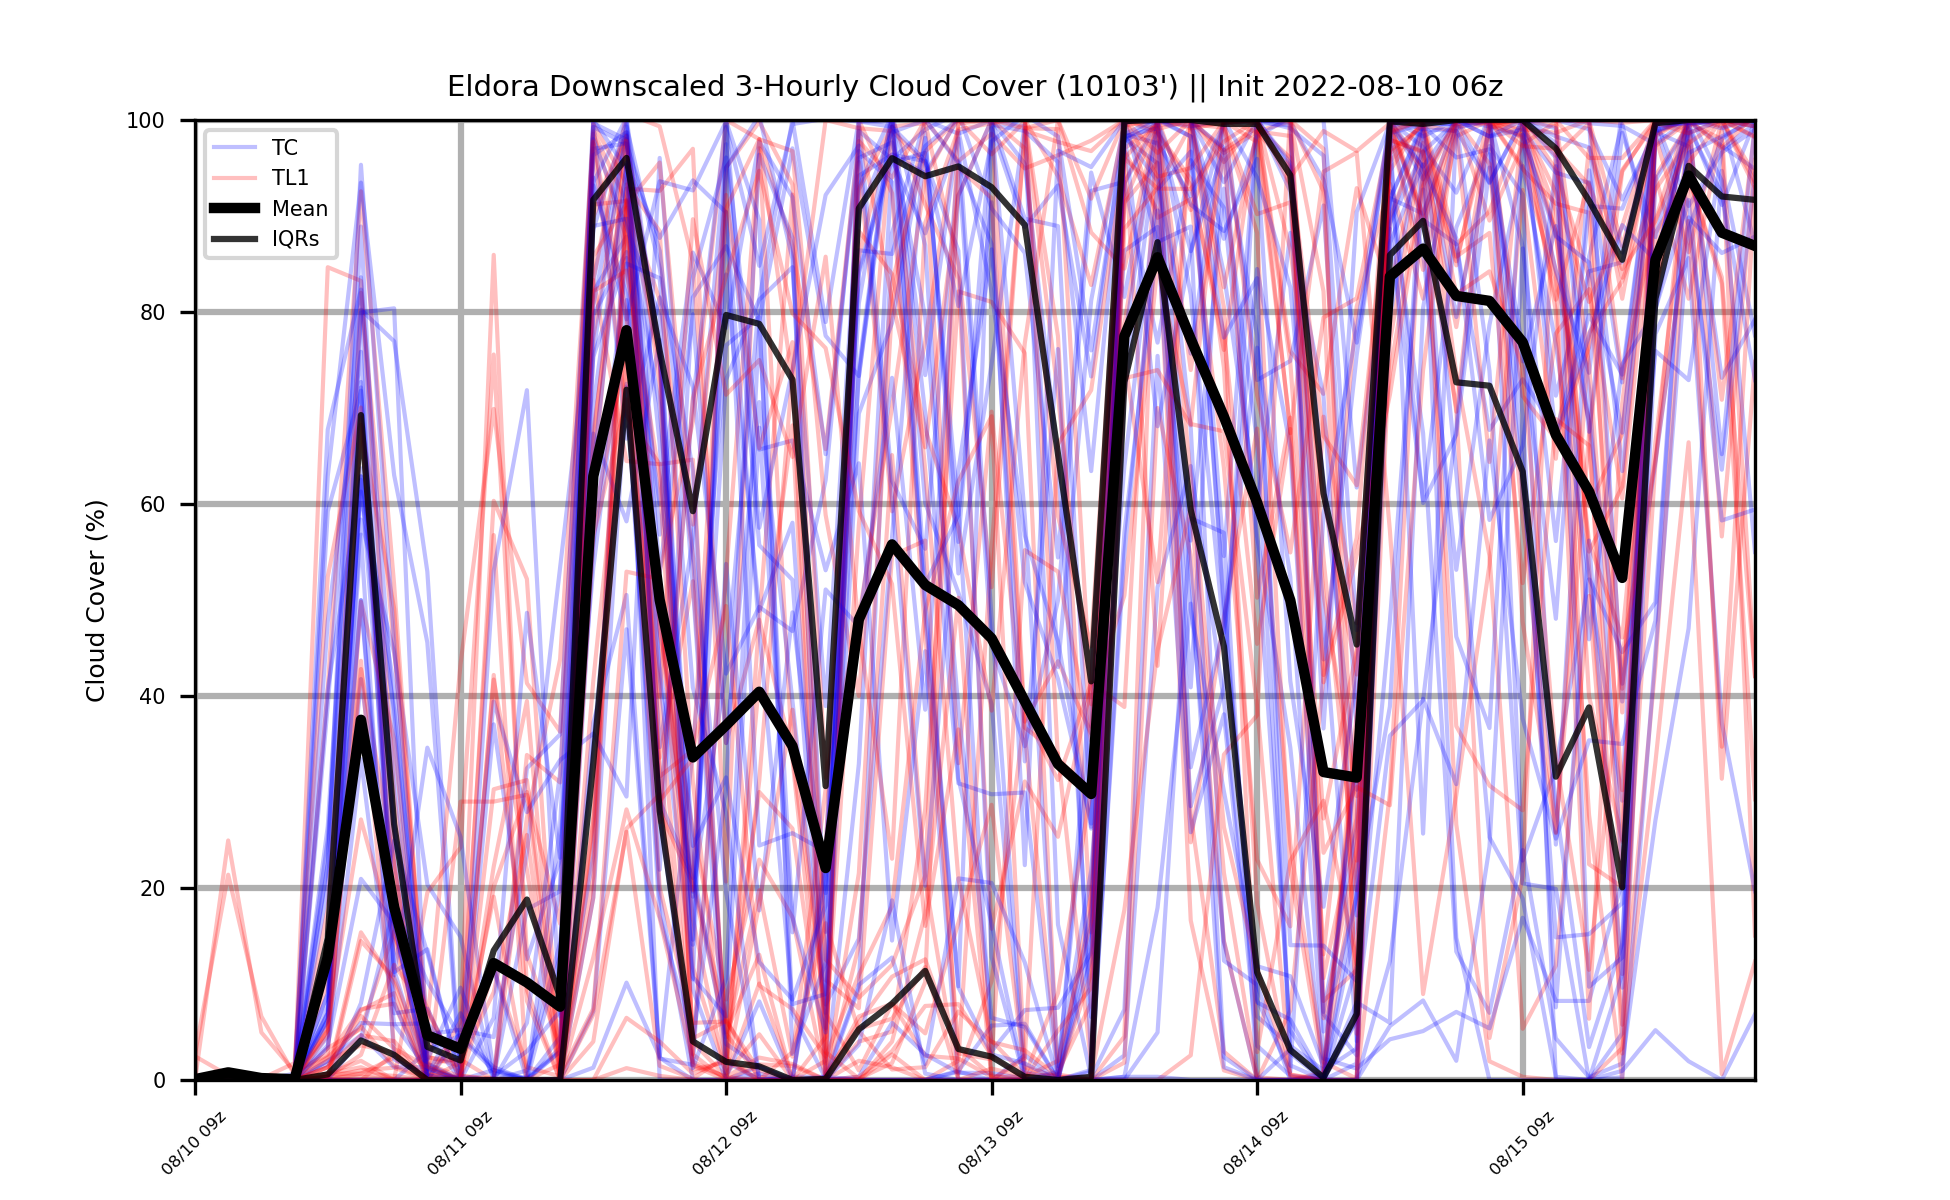 Eldora Downscaled 3-Hourly Cloud Cover (10103') || Init 2022-08-10 06z
Cloud Cover (%)
100
80
60
40
20
0
TC
TL1
Mean
IQRs
08/10 09z
08/11 09z
08/12 09z
08/13 09z
08/14 09z
08/15 09z